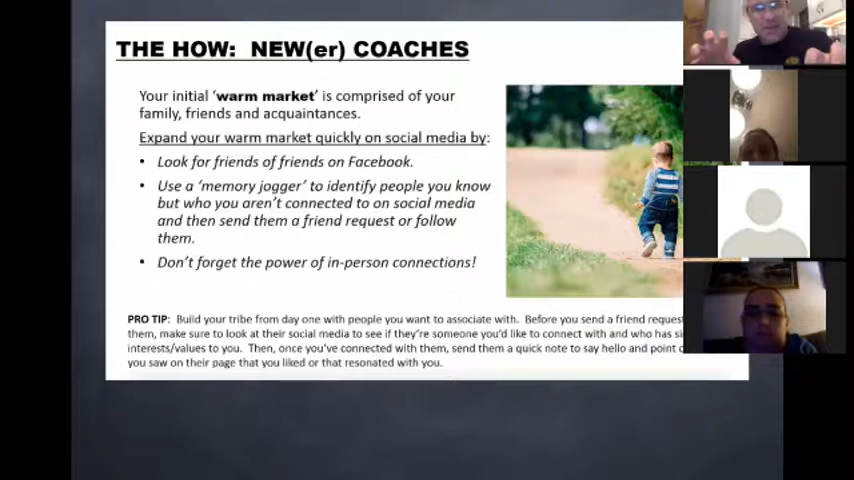 THE HOW: NEW(er) COACHES
Your initial ‘warm market’ is comprised of your
family, friends and acquaintances.
Expand your warm market quickly on social media by:
• Look for friends of friends on Facebook.
• Use a ‘memory jogger’ to identify people you know
but who you aren’t connected to on social media
and then send them a friend request or follow
them.
• Don’t forget the power of in-person connections!
PRO TIP: Build your tribe from day one with people you want to associate with. Before you send a friend request
them, make sure to look at their social media to see if they’re someone you’d like to connect with and who has
interests/values to you. Then, once you’ve connected with them, send them a quick note to say hello and point
you saw on their page that you liked or that resonated with you.